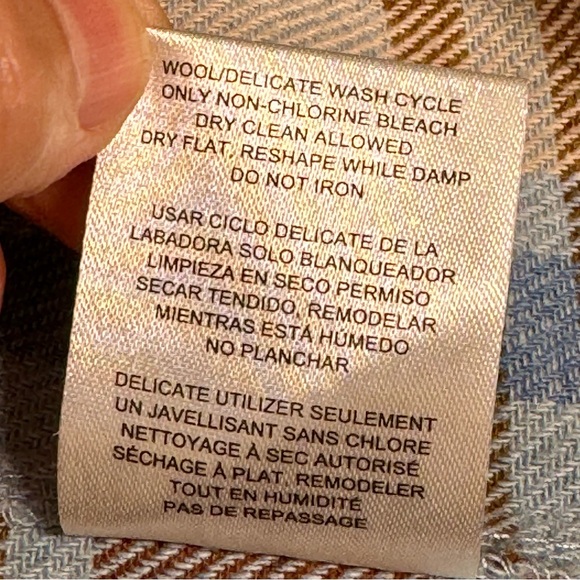 WOOL/DELICATE WASH CYCLE
ONLY NON-CHLORINE BLEACH
DRY CLEAN ALLOWED
DRY FLAT, RESHAPE WHILE DAMP
DO NOT IRON
USAR CICLO DELICATE DE LA
LABADORA SOLO BLANQUEADOR
LIMPIEZA EN SECO PERMISO
SECAR TENDIDO, REMODELAR
MIENTRAS ESTÁ HÚMEDO
NO PLANCHAR
DELICATE UTILIZER SEULEMENT
UN JAVELLISANT SANS CHLORE
NETTOYAGE À SEC AUTORISÉ
SÉCHAGE À PLAT, REMODELER
TOUT EN HUMIDITÉ
PAS DE REPASSAGE